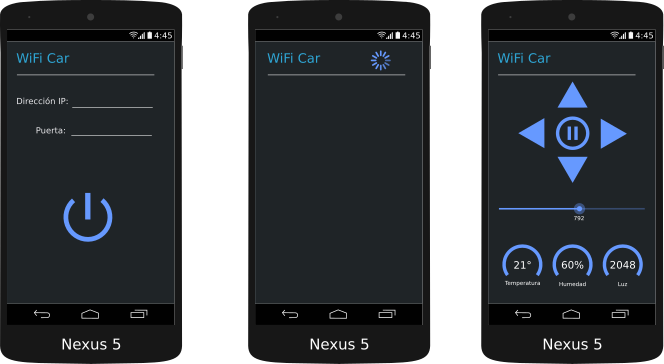 4:45
WiFi Car
Dirección IP:
Puerta:
Nexus 5
4:45
WiFi Car
Nexus 5
4:45
WiFi Car
792
21° 60% 2048
Temperatura Humedad Luz
Nexus 5